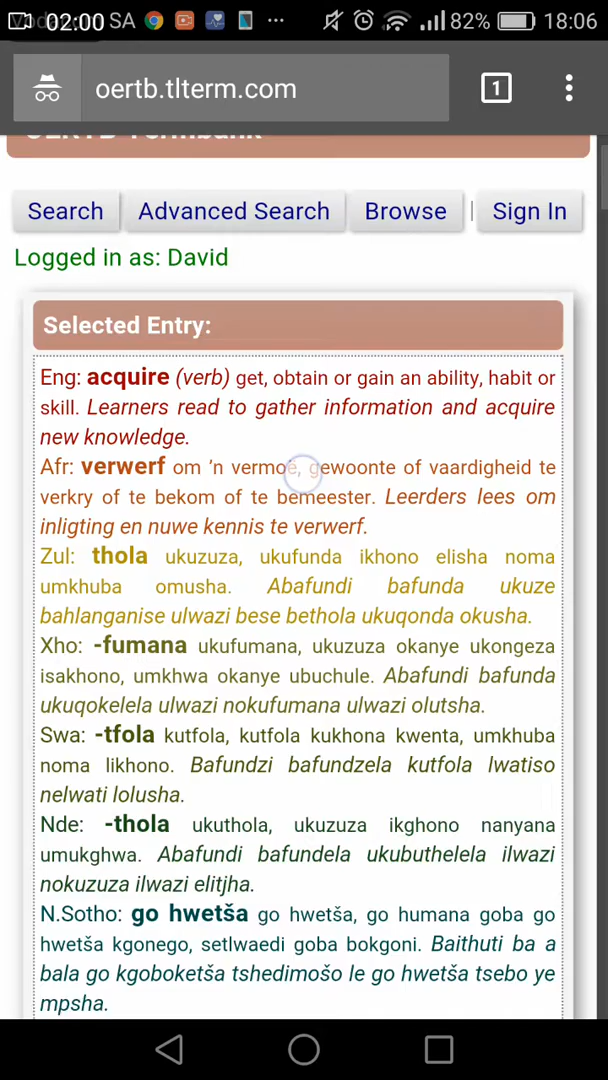 02:00 SA ··· 82% 18:06
oertb.tlterm.com 1
OERTB Termbank
Search Advanced Search Browse | Sign In
Logged in as: David
Selected Entry:
Eng: acquire (verb) get, obtain or gain an ability, habit or
skill. Learners read to gather information and acquire
new knowledge.
Afr: verwerf om ’n vermoë, gewoonte of vaardigheid te
verkry of te bekom of te bemeester. Leerders lees om
inligting en nuwe kennis te verwerf.
Zul: thola ukuzuza, ukufunda ikhono elisha noma
umkhuba omusha. Abafundi bafunda ukuze
bahlanganise ulwazi bese bethola ukuqonda okusha.
Xho: -fumana ukufumana, ukuzuza okanye ukongeza
isakhono, umkhwa okanye ubuchule. Abafundi bafunda
ukuqokelela ulwazi nokufumana ulwazi olutsha.
Swa: -tfola kutfola, kutfola kukhona kwenta, umkhuba
noma likhono. Bafundzi bafundzela kutfola lwatiso
nelwati lolusha.
Nde: -thola ukuthola, ukuzuza ikghono nanyana
umukghwa. Abafundi bafundela ukubuthelela ilwazi
nokuzuza ilwazi elitjha.
N.Sotho: go hwetša go hwetša, go humana goba go
hwetša kgonego, setlwaedi goba bokgoni. Baithuti ba a
bala go kgoboketša tshedimošo le go hwetša tsebo ye
mpsha.